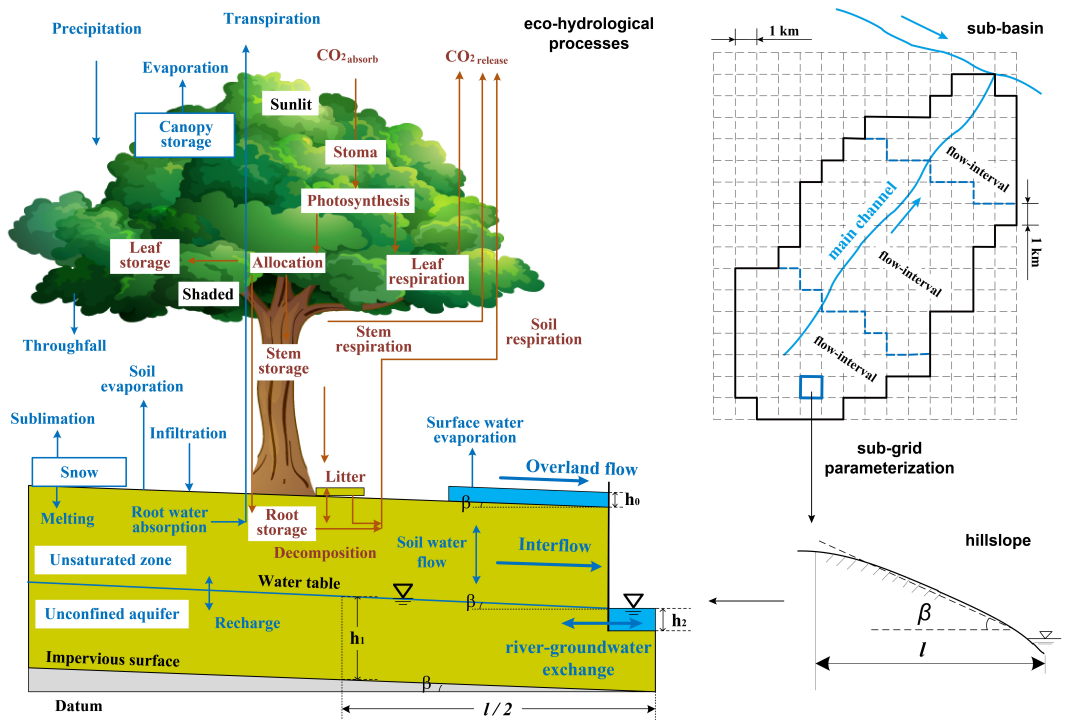 Precipitation
Transpiration
eco-hydrological
processes
Evaporation
CO2 absorb
CO2 release
Sunlit
Canopy
storage
Stoma
Photosynthesis
Leaf
storage
Allocation
Leaf
respiration
Shaded
Throughfall
Stem
respiration
Soil
respiration
Stem
storage
Soil
evaporation
Sublimation
Infiltration
Surface water
evaporation
Snow
Litter
Overland flow
h0
β
Melting
Root water
absorption
Root
storage
Decomposition
Soil water
flow
Interflow
Unsaturated zone
Water table
β
Unconfined aquifer
Recharge
h1
h2
river-groundwater
exchange
Impervious surface
β
Datum
l / 2
1 km
sub-basin
flow-interval
main channel
1 km
flow-interval
flow-interval
sub-grid
parameterization
hillslope
β
l